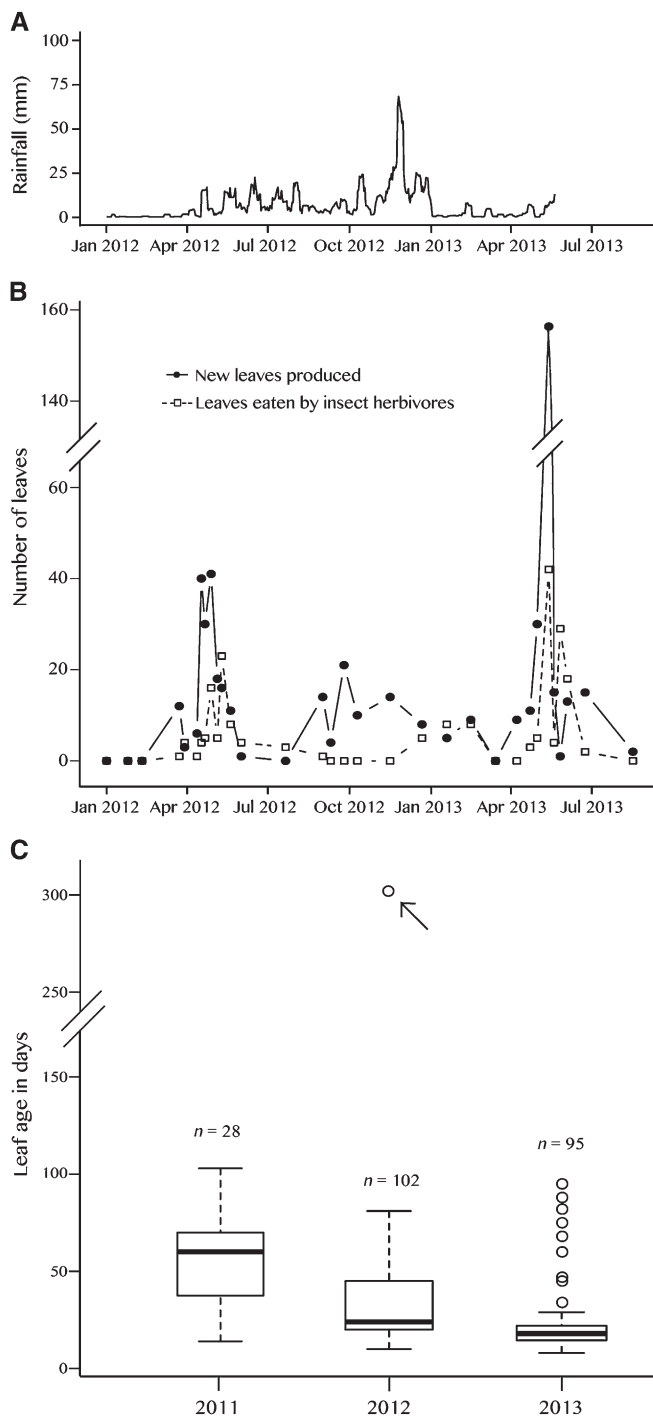 A
100
75
50
25
0
Rainfall (mm)
Jan 2012 Apr 2012 Jul 2012 Oct 2012 Jan 2013 Apr 2013 Jul 2013
B
160
140
60
40
20
0
Number of leaves
New leaves produced
Leaves eaten by insect herbivores
Jan 2012 Apr 2012 Jul 2012 Oct 2012 Jan 2013 Apr 2013 Jul 2013
C
300
250
150
100
50
0
Leaf age in days
n = 28
n = 102
n = 95
2011 2012 2013